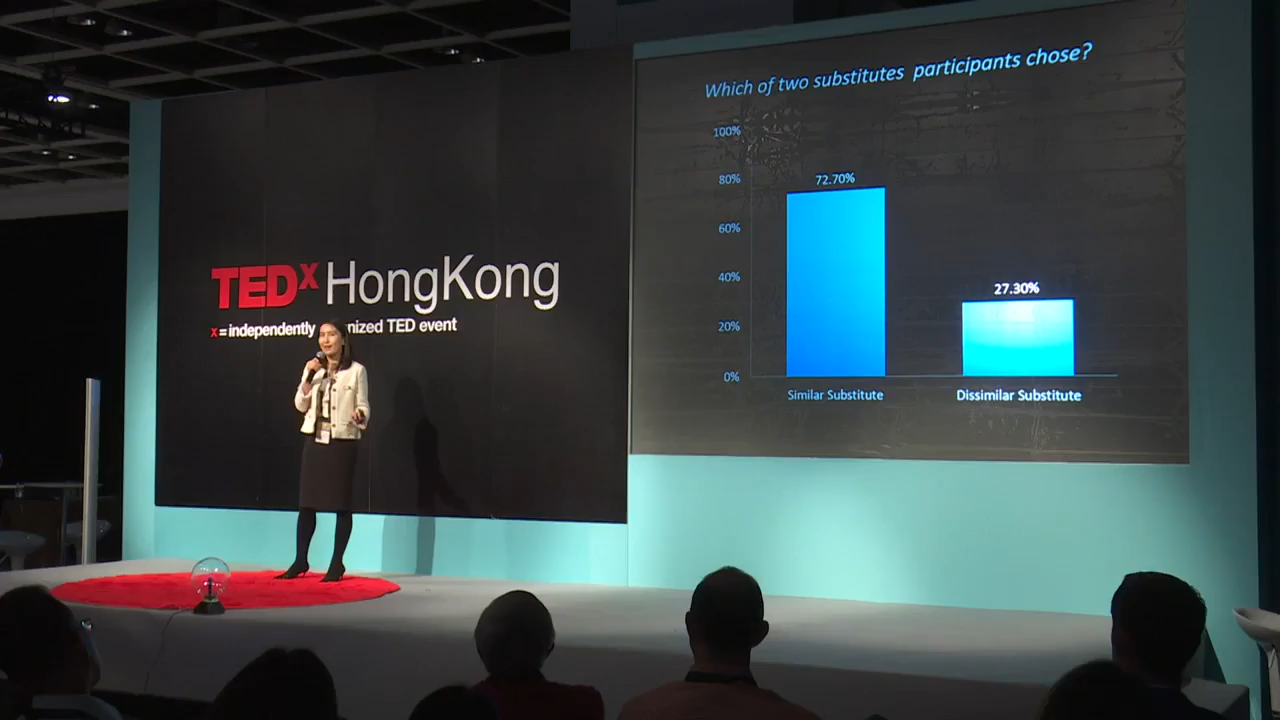 TEDx HongKong
x = independently nized TED event
Which of two substitutes participants chose?
100%
80%
60%
40%
20%
0%
72.70%
27.30%
Similar Substitute
Dissimilar Substitute